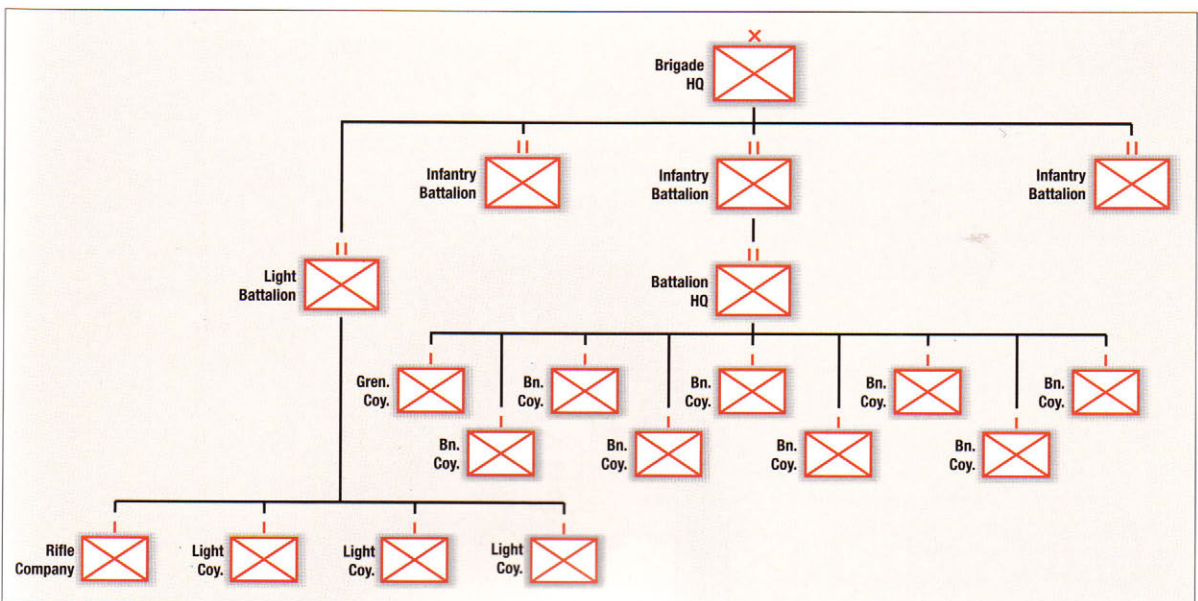 Brigade
HQ
Infantry
Battalion
Infantry
Battalion
Infantry
Battalion
Light
Battalion
Battalion
HQ
Gren.
Coy.
Bn.
Coy.
Bn.
Coy.
Bn.
Coy.
Bn.
Coy.
Bn.
Coy.
Bn.
Coy.
Bn.
Coy.
Bn.
Coy.
Rifle
Company
Light
Coy.
Light
Coy.
Light
Coy.